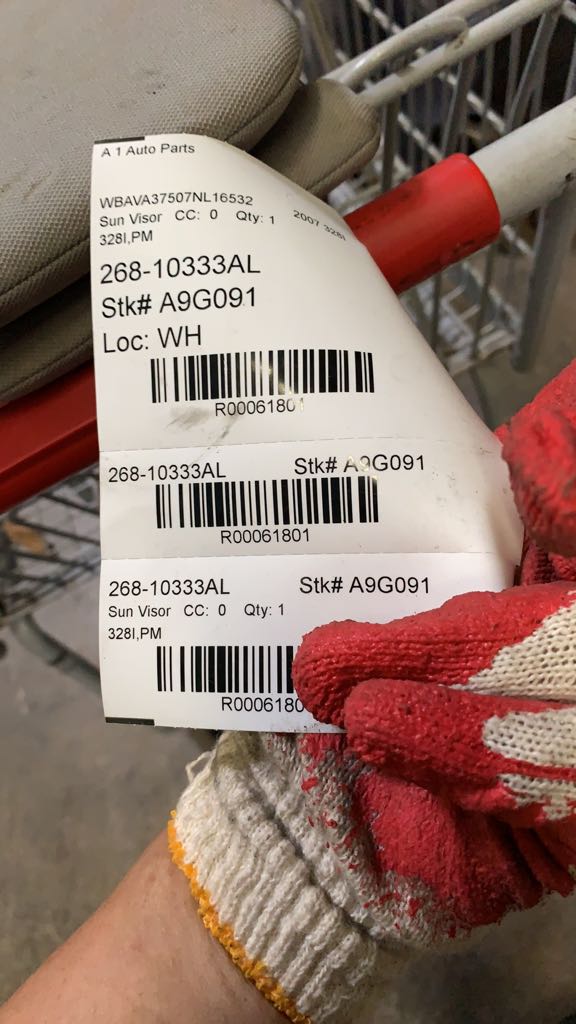 A 1 Auto Parts
WBAVA37507NL16532
Sun Visor CC: 0 Qty: 1 2007 328I
328I,PM
268-10333AL
Stk# A9G091
Loc: WH
R00061801
268-10333AL Stk# A9G091
R00061801
268-10333AL Stk# A9G091
Sun Visor CC: 0 Qty: 1
328I,PM
R0006180